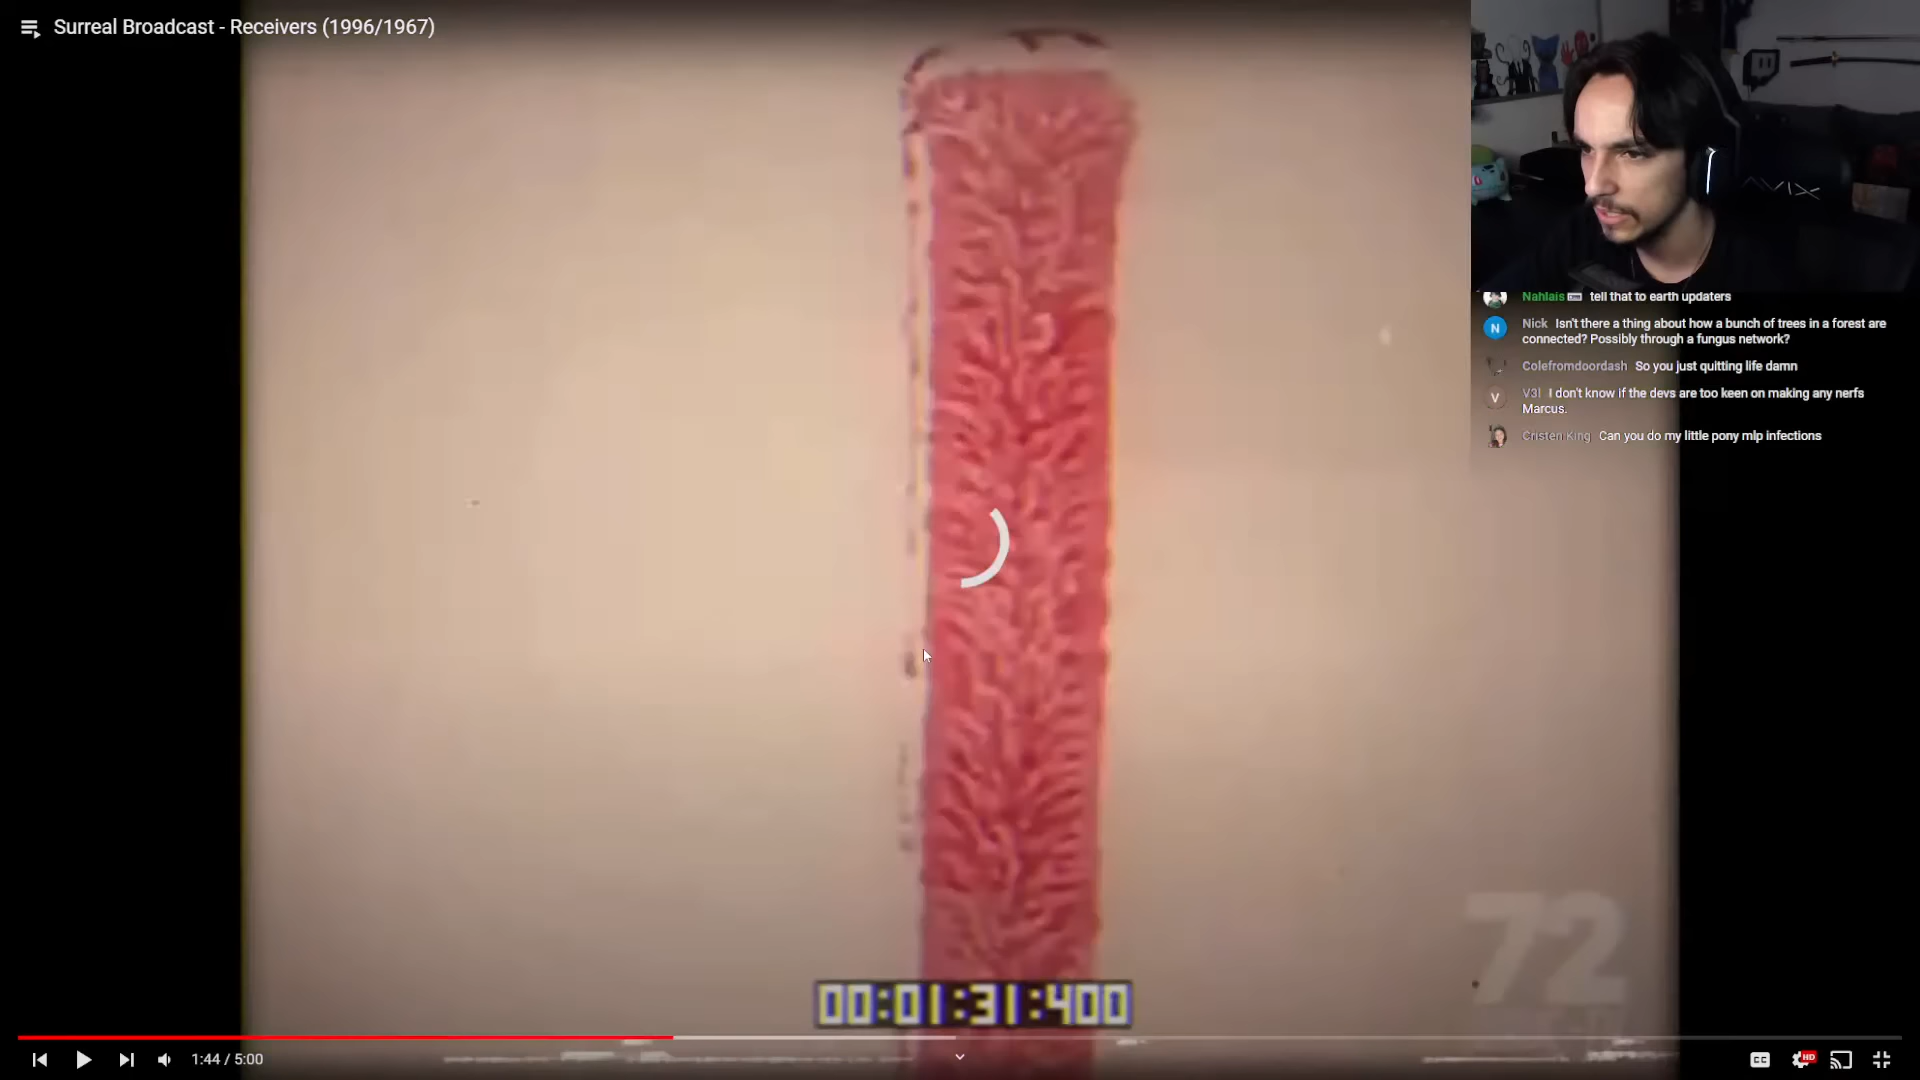 Surreal Broadcast - Receivers (1996/1967)
Nahlais tell that to earth updaters
N Nick Isn't there a thing about how a bunch of trees in a forest are
connected? Possibly through a fungus network?
Colefromdoordash So you just quitting life damn
V V3l I don't know if the devs are too keen on making any nerfs
Marcus.
Cristen King Can you do my little pony mlp infections
72
00:01:31:400
1:44 / 5:00
CC
HD